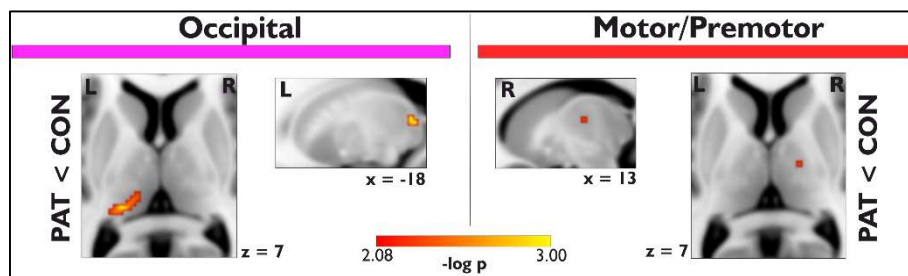 Occipital
Motor/Premotor
PAT < CON
L
R
z = 7
L
x = -18
R
x = 13
L
R
z = 7
PAT < CON
2.08
-log p
3.00